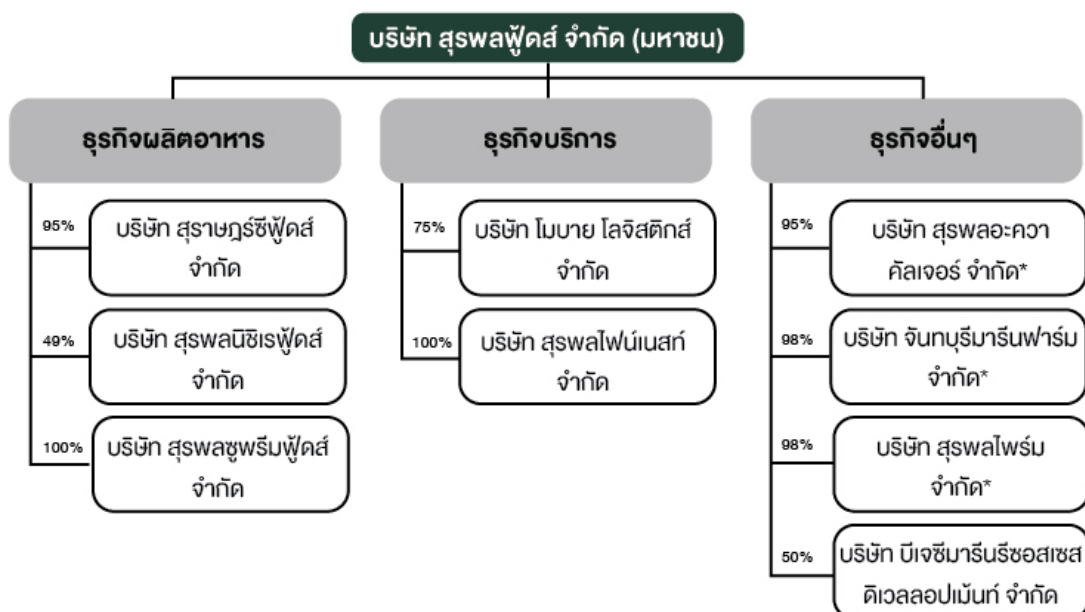 บริษัท สุรพลฟู้ดส์ จำกัด (มหาชน)
ธุรกิจผลิตอาหาร
95%
บริษัท สุราษฎร์ซีฟู้ดส์
จำกัด
49%
บริษัท สุรพลนิชิเรฟู้ดส์
จำกัด
100%
บริษัท สุรพลซูพรีมฟู้ดส์
จำกัด
ธุรกิจบริการ
75%
บริษัท โมบาย โลจิสติกส์
จำกัด
100%
บริษัท สุรพลไฟน์เนสท์
จำกัด
ธุรกิจอื่นๆ
95%
บริษัท สุรพลอะควา
คัลเจอร์ จำกัด*
98%
บริษัท จันทบุรีมารีนฟาร์ม
จำกัด*
98%
บริษัท สุรพลไพร์ม
จำกัด*
50%
บริษัท บีเจซีมารีนรีซอสเซส
ดิเวลลอปเม้นท์ จำกัด